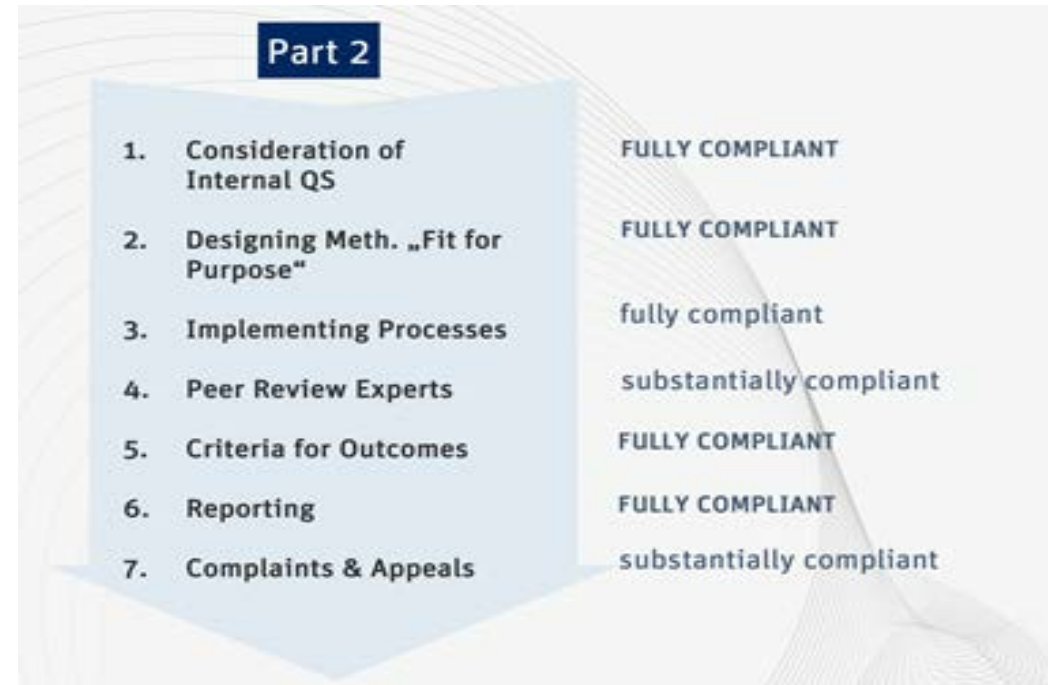 Part 2
1. Consideration of FULLY COMPLIANT
Internal QS
2. Designing Meth. „Fit for FULLY COMPLIANT
Purpose“
3. Implementing Processes fully compliant
4. Peer Review Experts substantially compliant
5. Criteria for Outcomes FULLY COMPLIANT
6. Reporting FULLY COMPLIANT
7. Complaints & Appeals substantially compliant